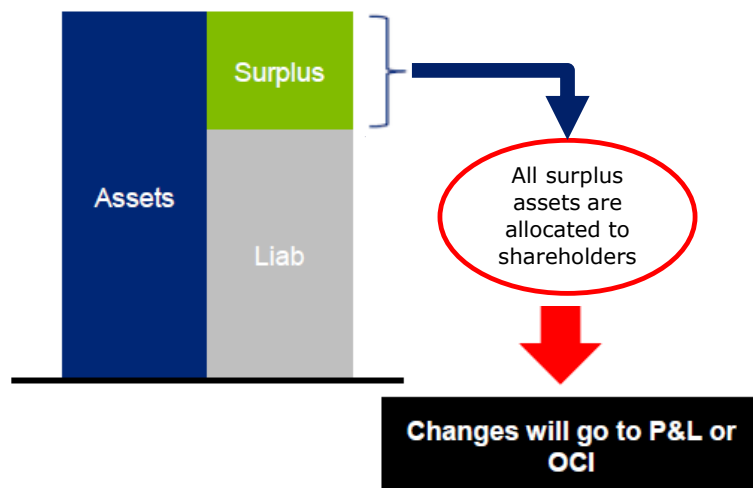 Surplus
Assets
Liab
All surplus
assets are
allocated to
shareholders
Changes will go to P&L or
OCI